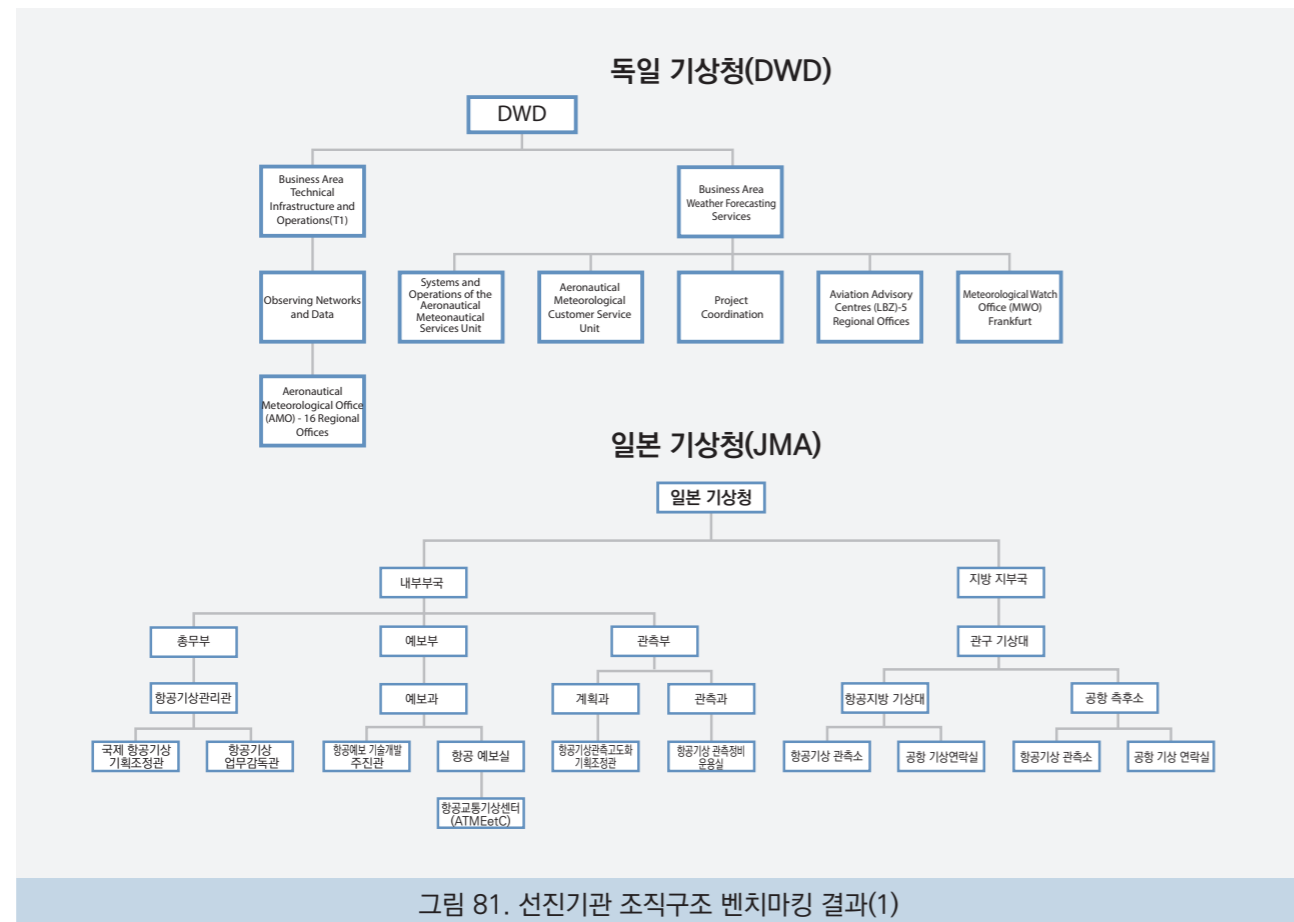 독일 기상청(DWD)
DWD
Business Area
Technical
Infrastructure and
Operations(T1)
Business Area
Weather Forecasting
Services
Observing Networks
and Data
Systems and
Operations of the
Aeronautical
Meteonautical
Services Unit
Aeronautical
Meteorological
Customer Service
Unit
Project
Coordination
Aviation Advisory
Centres (LBZ)-5
Regional Offices
Meteorological Watch
Office (MWO)
Frankfurt
Aeronautical
Meteorological Office
(AMO) - 16 Regional
Offices
일본 기상청(JMA)
일본 기상청
내부부국
지방 지부국
총무부
예보부
관측부
관구 기상대
항공기상관리관
예보과
계획과
관측과
항공지방 기상대
공항 측후소
국제 항공기상
기획조정관
항공기상
업무감독관
항공예보 기술개발
추진관
항공 예보실
항공기상관측고도화
기획조정관
항공기상 관측정비
운용실
항공기상 관측소
공항 기상연락실
항공기상 관측소
공항 기상 연락실
항공교통기상센터
(ATMEetC)
그림 81. 선진기관 조직구조 벤치마킹 결과(1)